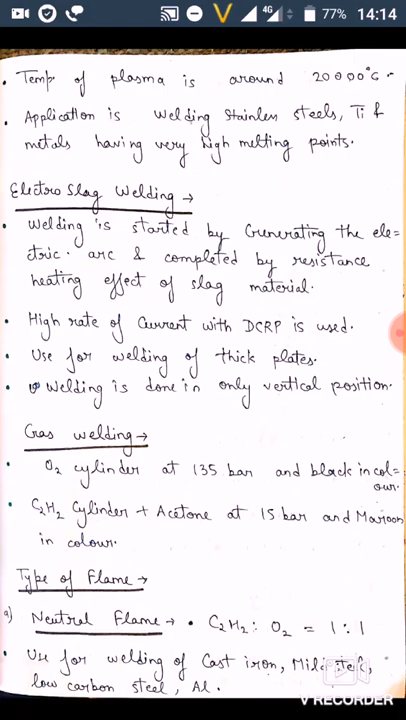 4G 77% 14:14
• Temp of plasma is around 20000°C.
• Application is welding stainless steels, Ti &
metals having very high melting points.
Electro Slag Welding →
• Welding is started by Generating the ele=
ctric arc & completed by resistance
heating effect of slag material.
• High rate of Current with DCRP is used.
• Use for welding of thick plates.
• Welding is done in only vertical position.
Gas welding →
• O2 cylinder at 135 bar and black in col=
our.
• C2H2 Cylinder + Acetone at 15 bar and Maroon
in colour.
Type of Flame →
a) Neutral Flame → • C2H2 : O2 = 1 : 1
• Use for welding of Cast iron, Mild steel,
low carbon steel, Al.
V RECORDER